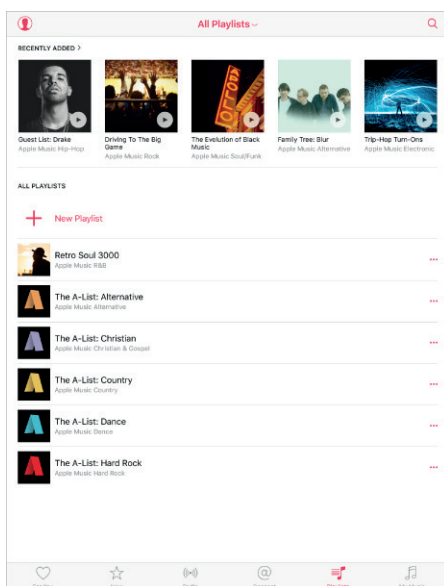 All Playlists
RECENTLY ADDED >
Guest List: Drake
Apple Music Hip-Hop
Driving To The Big
Game
Apple Music Rock
The Evolution of Black
Music
Apple Music Soul/Funk
Family Tree: Blur
Apple Music Alternative
Trip-Hop Turn-Ons
Apple Music Electronic
ALL PLAYLISTS
+ New Playlist
Retro Soul 3000
Apple Music R&B
The A-List: Alternative
Apple Music Alternative
The A-List: Christian
Apple Music Christian & Gospel
The A-List: Country
Apple Music Country
The A-List: Dance
Apple Music Dance
The A-List: Hard Rock
Apple Music Hard Rock